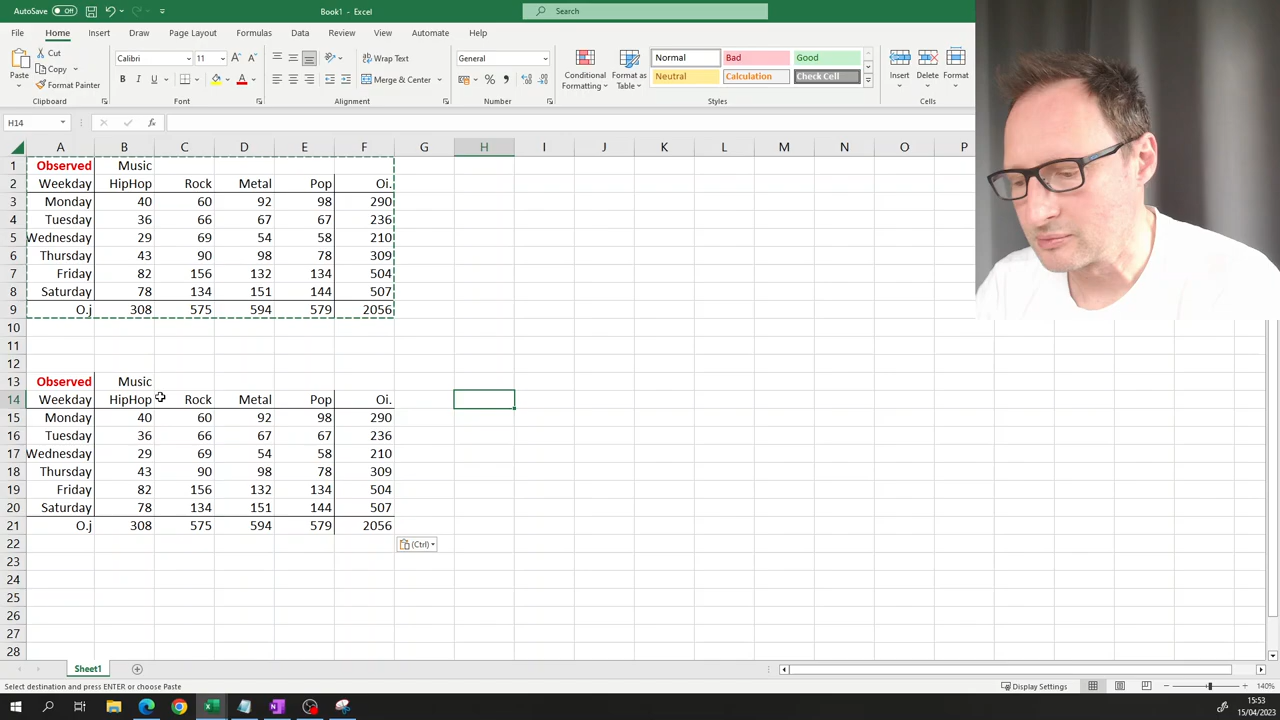 AutoSave Off Book1 - Excel Search
File Home Insert Draw Page Layout Formulas Data Review View Automate Help
Cut
Copy
Format Painter
Paste
Calibri 11
B I U A A A
Wrap Text
Merge & Center
General
% ,
Conditional Formatting
Format as Table
Normal Bad Good
Neutral Calculation Check Cell
Insert Delete Format
Clipboard Font Alignment Number Styles Cells
H14 fx
A B C D E F G H I J K L M N O P
1 Observed Music
2 Weekday HipHop Rock Metal Pop Oi.
3 Monday 40 60 92 98 290
4 Tuesday 36 66 67 67 236
5 Wednesday 29 69 54 58 210
6 Thursday 43 90 98 78 309
7 Friday 82 156 132 134 504
8 Saturday 78 134 151 144 507
9 O.j 308 575 594 579 2056
10
11
12
13 Observed Music
14 Weekday HipHop Rock Metal Pop Oi.
15 Monday 40 60 92 98 290
16 Tuesday 36 66 67 67 236
17 Wednesday 29 69 54 58 210
18 Thursday 43 90 98 78 309
19 Friday 82 156 132 134 504
20 Saturday 78 134 151 144 507
21 O.j 308 575 594 579 2056
22 (Ctrl)
23
24
25
26
27
28
Sheet1
Select destination and press ENTER or choose Paste Display Settings 140%
15:53
15/04/2023